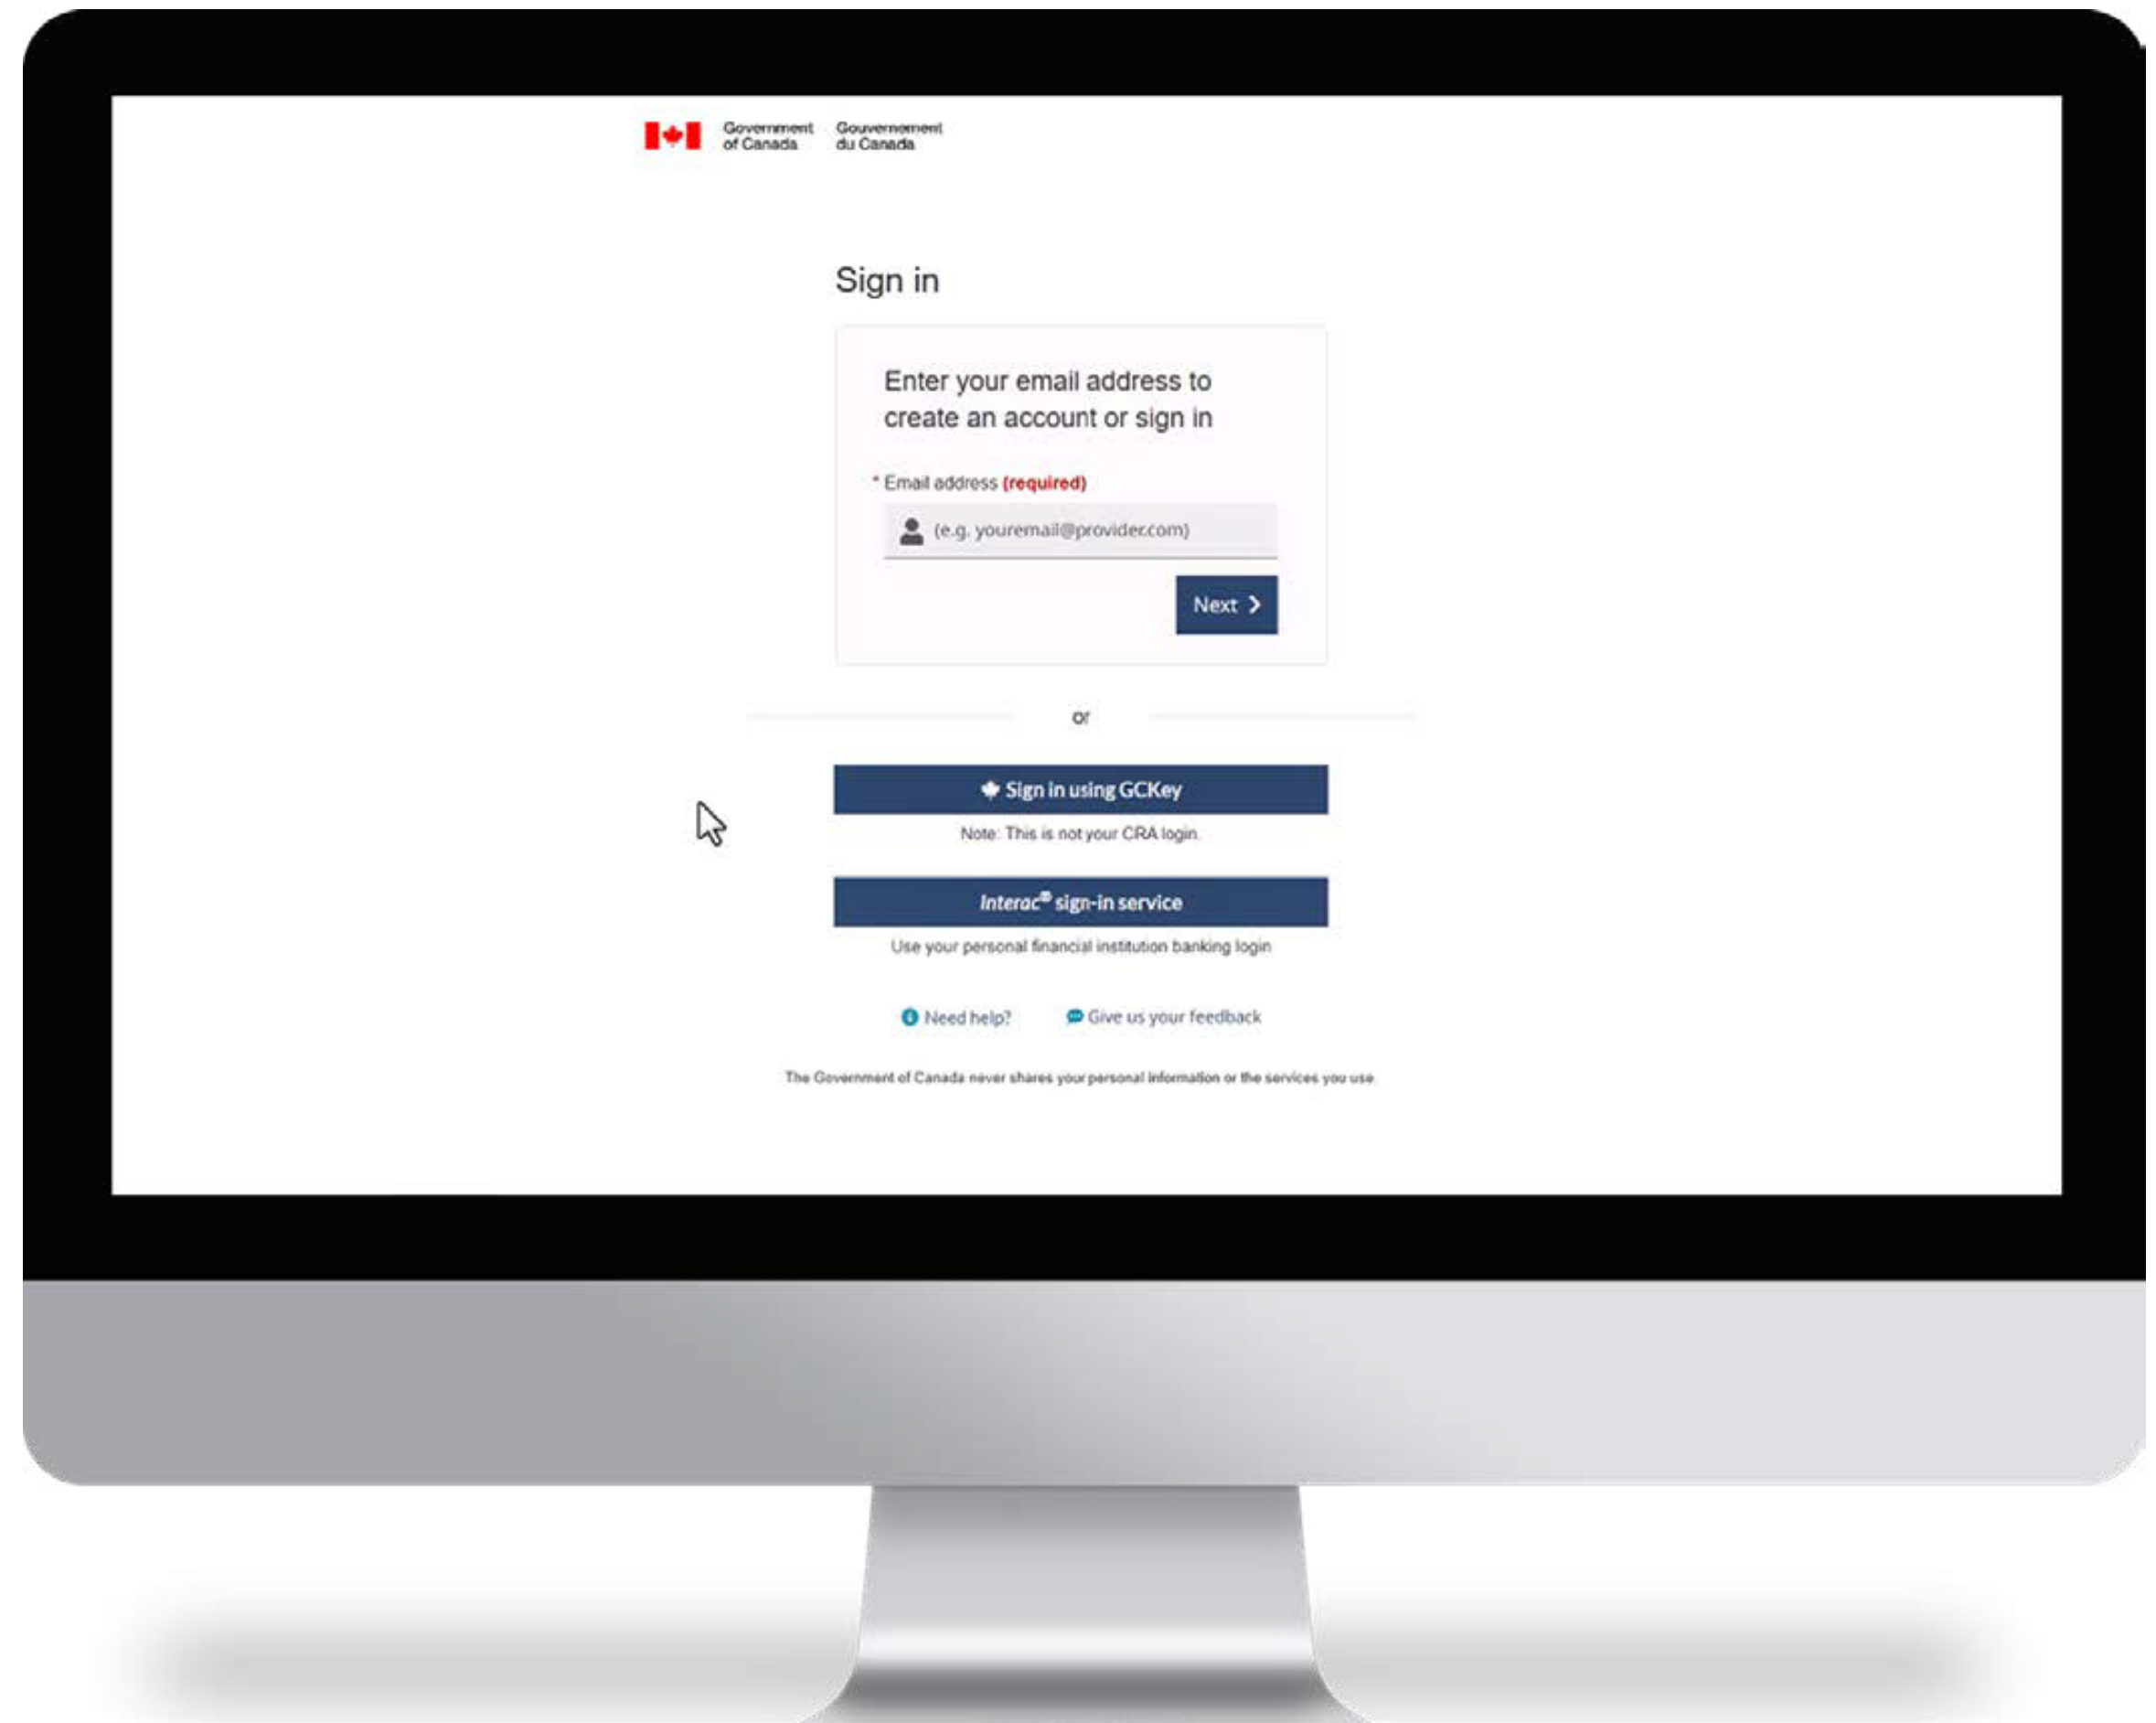 Government of Canada
Gouvernement du Canada
Sign in
Enter your email address to
create an account or sign in
* Email address (required)
(e.g. youremail@provider.com)
Next
or
Sign in using GCKey
Note: This is not your CRA login.
Interac® sign-in service
Use your personal financial institution banking login
Need help?
Give us your feedback
The Government of Canada never shares your personal information or the services you use